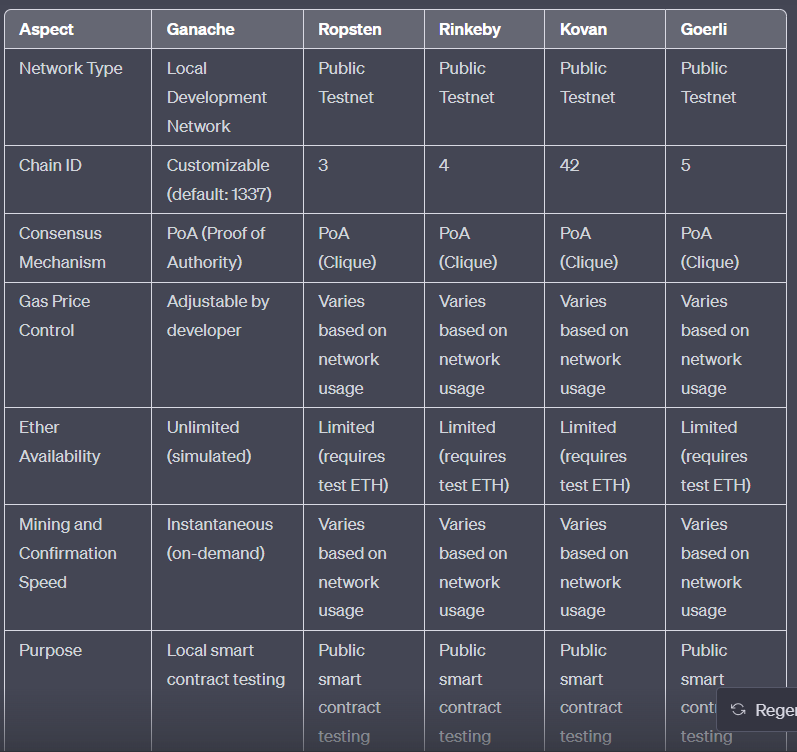 Aspect Ganache Ropsten Rinkeby Kovan Goerli
Network Type Local Public Public Public Public
Development Testnet Testnet Testnet Testnet
Network
Chain ID Customizable 3 4 42 5
(default: 1337)
Consensus PoA (Proof of PoA PoA PoA PoA
Mechanism Authority) (Clique) (Clique) (Clique) (Clique)
Gas Price Adjustable by Varies Varies Varies Varies
Control developer based on based on based on based on
network network network network
usage usage usage usage
Ether Unlimited Limited Limited Limited Limited
Availability (simulated) (requires (requires (requires (requires
test ETH) test ETH) test ETH) test ETH)
Mining and Instantaneous Varies Varies Varies Varies
Confirmation (on-demand) based on based on based on based on
Speed network network network network
usage usage usage usage
Purpose Local smart Public Public Public Public
contract testing smart smart smart smart
contract contract contract
testing testing testing testing